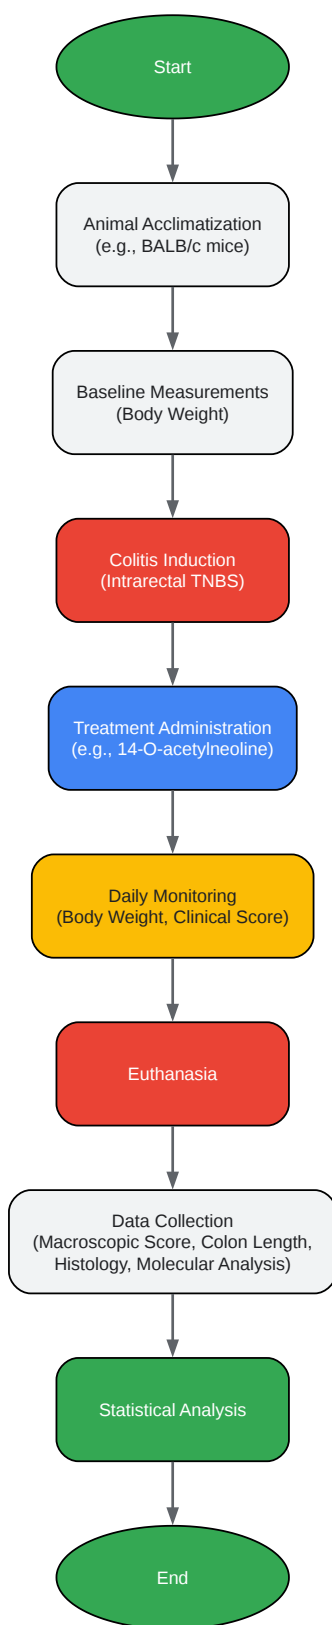 Start
Animal Acclimatization
(e.g., BALB/c mice)
Baseline Measurements
(Body Weight)
Colitis Induction
(Intrarectal TNBS)
Treatment Administration
(e.g., 14-O-acetylneoline)
Daily Monitoring
(Body Weight, Clinical Score)
Euthanasia
Data Collection
(Macroscopic Score, Colon Length,
Histology, Molecular Analysis)
Statistical Analysis
End